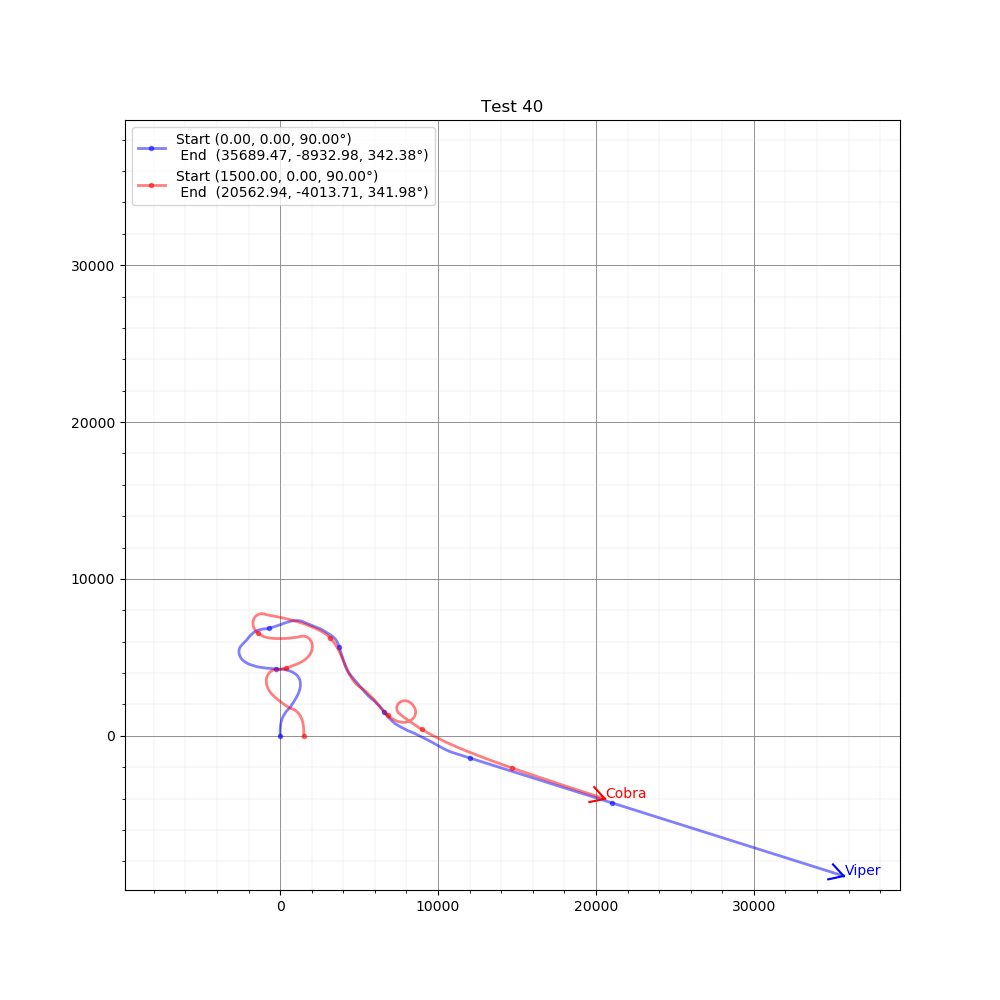 Test 40
Start (0.00, 0.00, 90.00°)
End (35689.47, -8932.98, 342.38°)
Start (1500.00, 0.00, 90.00°)
End (20562.94, -4013.71, 341.98°)
30000
20000
10000
0
Cobra
Viper
0 10000 20000 30000